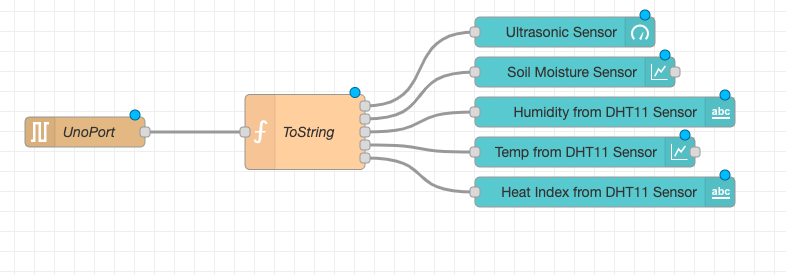 Ultrasonic Sensor
Soil Moisture Sensor
UnoPort
ToString
Humidity from DHT11 Sensor
abc
Temp from DHT11 Sensor
Heat Index from DHT11 Sensor
abc